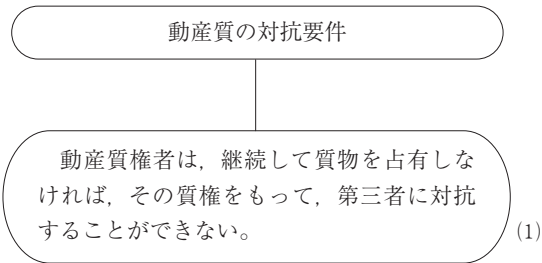 動産質の対抗要件
動産質権者は，継続して質物を占有しな
ければ，その質権をもって，第三者に対抗
することができない。
(1)